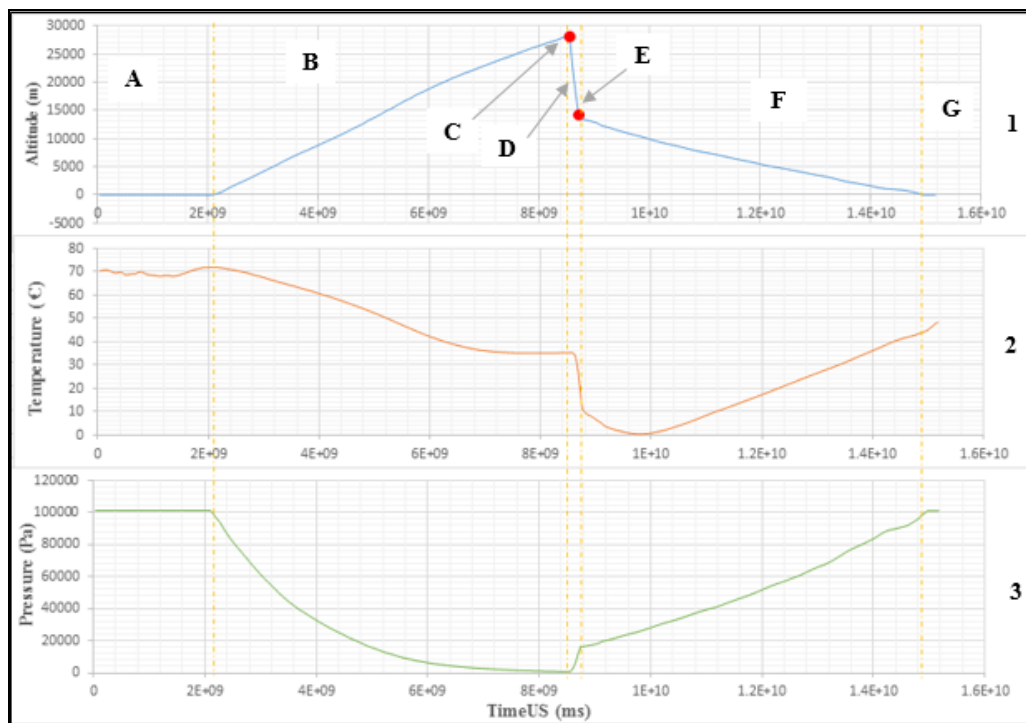 30000
25000
20000
15000
10000
5000
0
-5000
Altitude (m)
A
B
C
D
E
F
G
1
0
2E+09
4E+09
6E+09
8E+09
1E+10
1.2E+10
1.4E+10
1.6E+10
80
70
60
50
40
30
20
10
0
Temperature (℃)
2
0
2E+09
4E+09
6E+09
8E+09
1E+10
1.2E+10
1.4E+10
1.6E+10
120000
100000
80000
60000
40000
20000
0
Pressure (Pa)
3
0
2E+09
4E+09
6E+09
8E+09
1E+10
1.2E+10
1.4E+10
1.6E+10
TimeUS (ms)